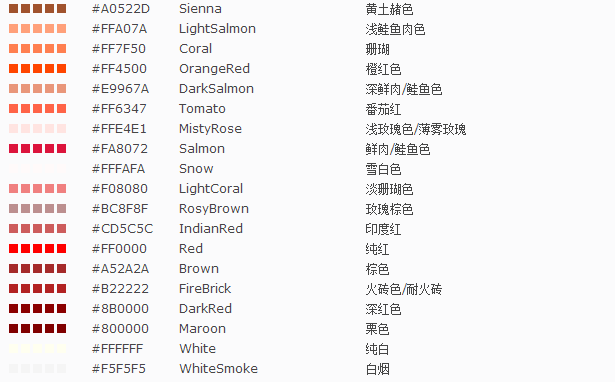 #A0522D Sienna 黄土赭色
#FFA07A LightSalmon 浅鲑鱼肉色
#FF7F50 Coral 珊瑚
#FF4500 OrangeRed 橙红色
#E9967A DarkSalmon 深鲜肉/鲑鱼色
#FF6347 Tomato 番茄红
#FFE4E1 MistyRose 浅玫瑰色/薄雾玫瑰
#FA8072 Salmon 鲜肉/鲑鱼色
#FFFAFA Snow 雪白色
#F08080 LightCoral 淡珊瑚色
#BC8F8F RosyBrown 玫瑰棕色
#CD5C5C IndianRed 印度红
#FF0000 Red 纯红
#A52A2A Brown 棕色
#B22222 FireBrick 火砖色/耐火砖
#8B0000 DarkRed 深红色
#800000 Maroon 栗色
#FFFFFF White 纯白
#F5F5F5 WhiteSmoke 白烟